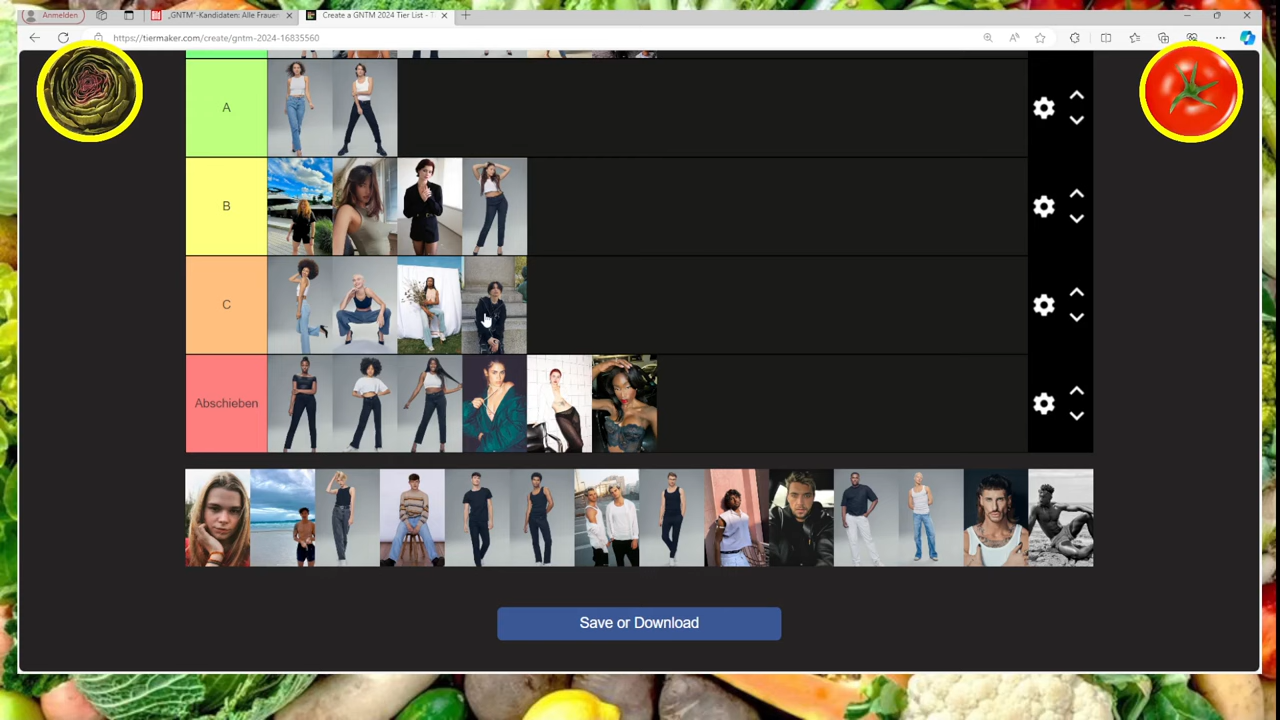 Anmelden
„GNTM"-Kandidaten: Alle Frauen
Create a GNTM 2024 Tier List - T
https://tiermaker.com/create/gntm-2024-16835560
A
B
C
Abschieben
Save or Download